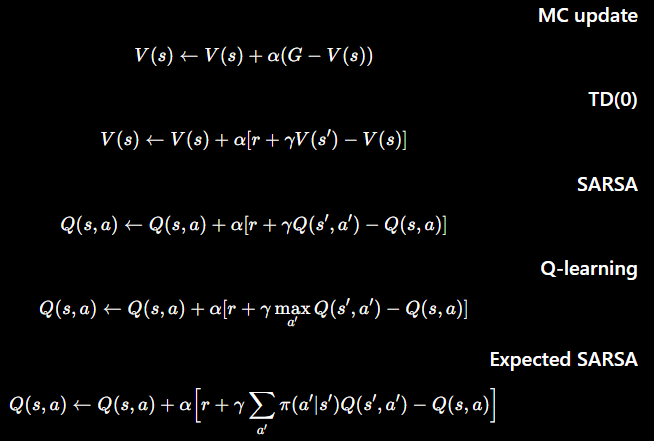 MC update
V(s) ← V(s) + α(G − V(s))
TD(0)
V(s) ← V(s) + α[r + γV(s′) − V(s)]
SARSA
Q(s, a) ← Q(s, a) + α[r + γQ(s′, a′) − Q(s, a)]
Q-learning
Q(s, a) ← Q(s, a) + α[r + γ max_{a′} Q(s′, a′) − Q(s, a)]
Expected SARSA
Q(s, a) ← Q(s, a) + α[r + γ ∑_{a′} π(a′|s′)Q(s′, a′) − Q(s, a)]